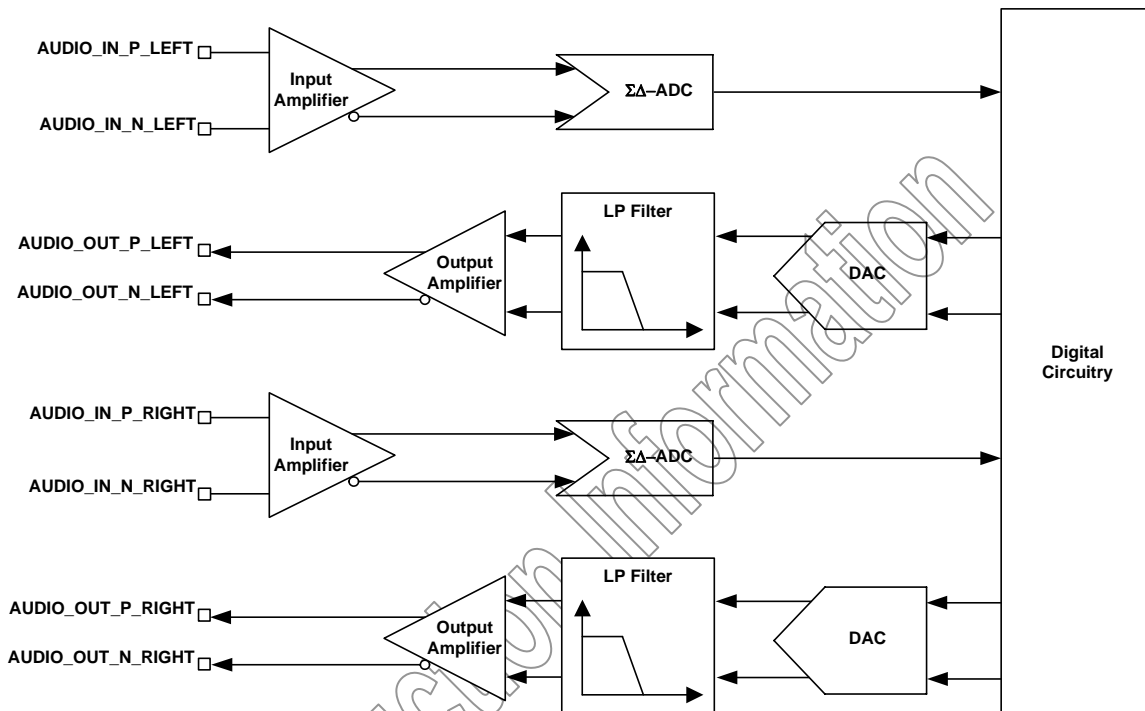 AUDIO_IN_P_LEFT
AUDIO_IN_N_LEFT
Input
Amplifier
ΣΔ–ADC
AUDIO_OUT_P_LEFT
AUDIO_OUT_N_LEFT
Output
Amplifier
LP Filter
DAC
Digital
Circuitry
AUDIO_IN_P_RIGHT
AUDIO_IN_N_RIGHT
Input
Amplifier
ΣΔ–ADC
AUDIO_OUT_P_RIGHT
AUDIO_OUT_N_RIGHT
Output
Amplifier
LP Filter
DAC
Information